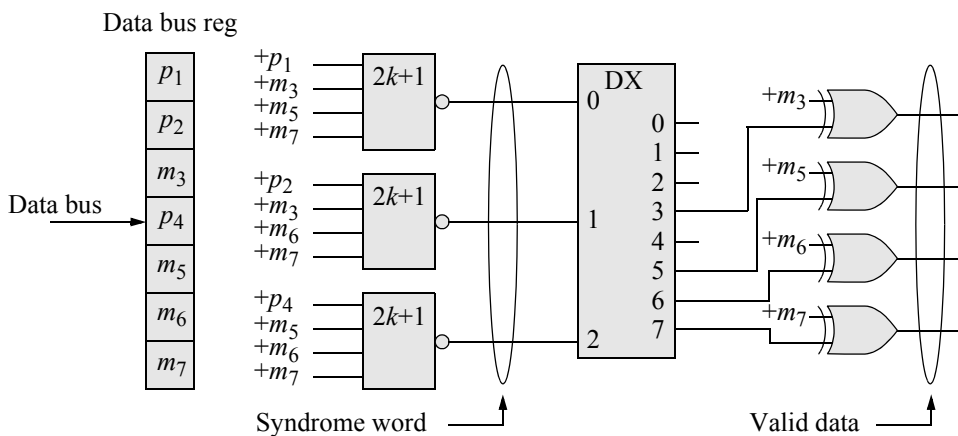 Data bus reg
p1
p2
m3
p4
m5
m6
m7
Data bus
+p1
+m3
+m5
+m7
2k+1
+p2
+m3
+m6
+m7
2k+1
+p4
+m5
+m6
+m7
2k+1
Syndrome word
DX
0
1
2
0
1
2
3
4
5
6
7
+m3
+m5
+m6
+m7
Valid data